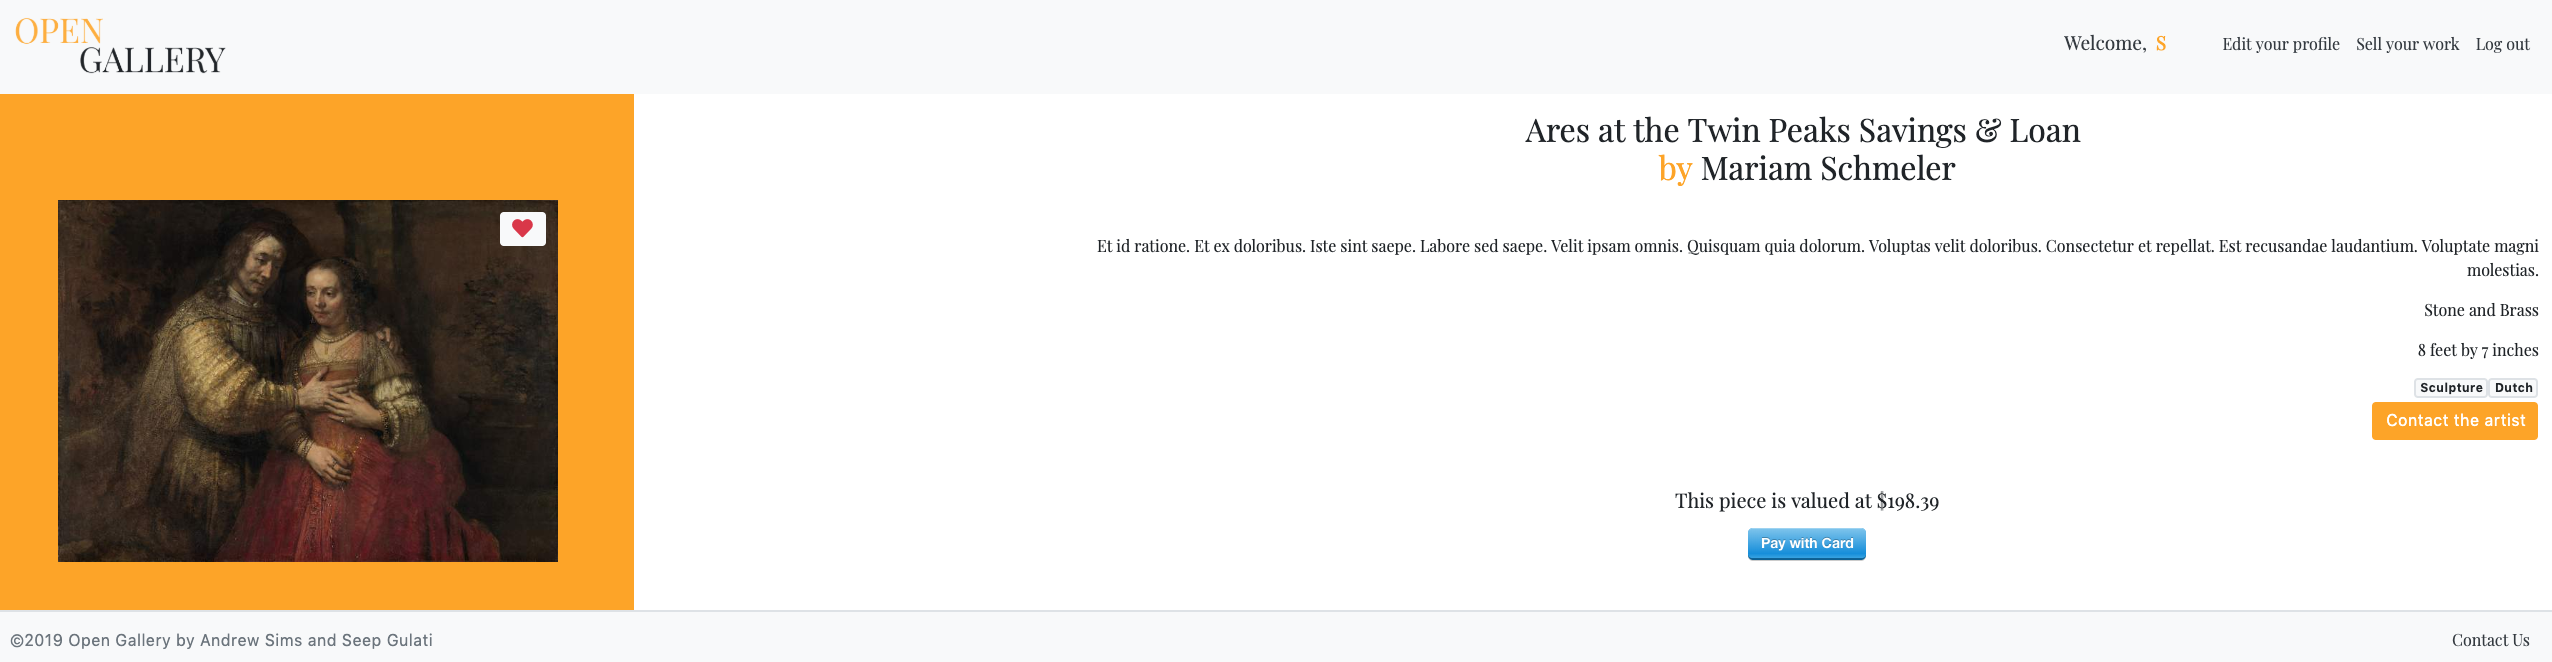 OPEN
GALLERY
Welcome, S
Edit your profile
Sell your work
Log out
Ares at the Twin Peaks Savings & Loan
by Mariam Schmeler
Et id ratione. Et ex doloribus. Iste sint saepe. Labore sed saepe. Velit ipsam omnis. Quisquam quia dolorum. Voluptas velit doloribus. Consectetur et repellat. Est recusandae laudantium. Voluptate magni
molestias.
Stone and Brass
8 feet by 7 inches
Sculpture Dutch
Contact the artist
This piece is valued at $198.39
Pay with Card
©2019 Open Gallery by Andrew Sims and Seep Gulati
Contact Us